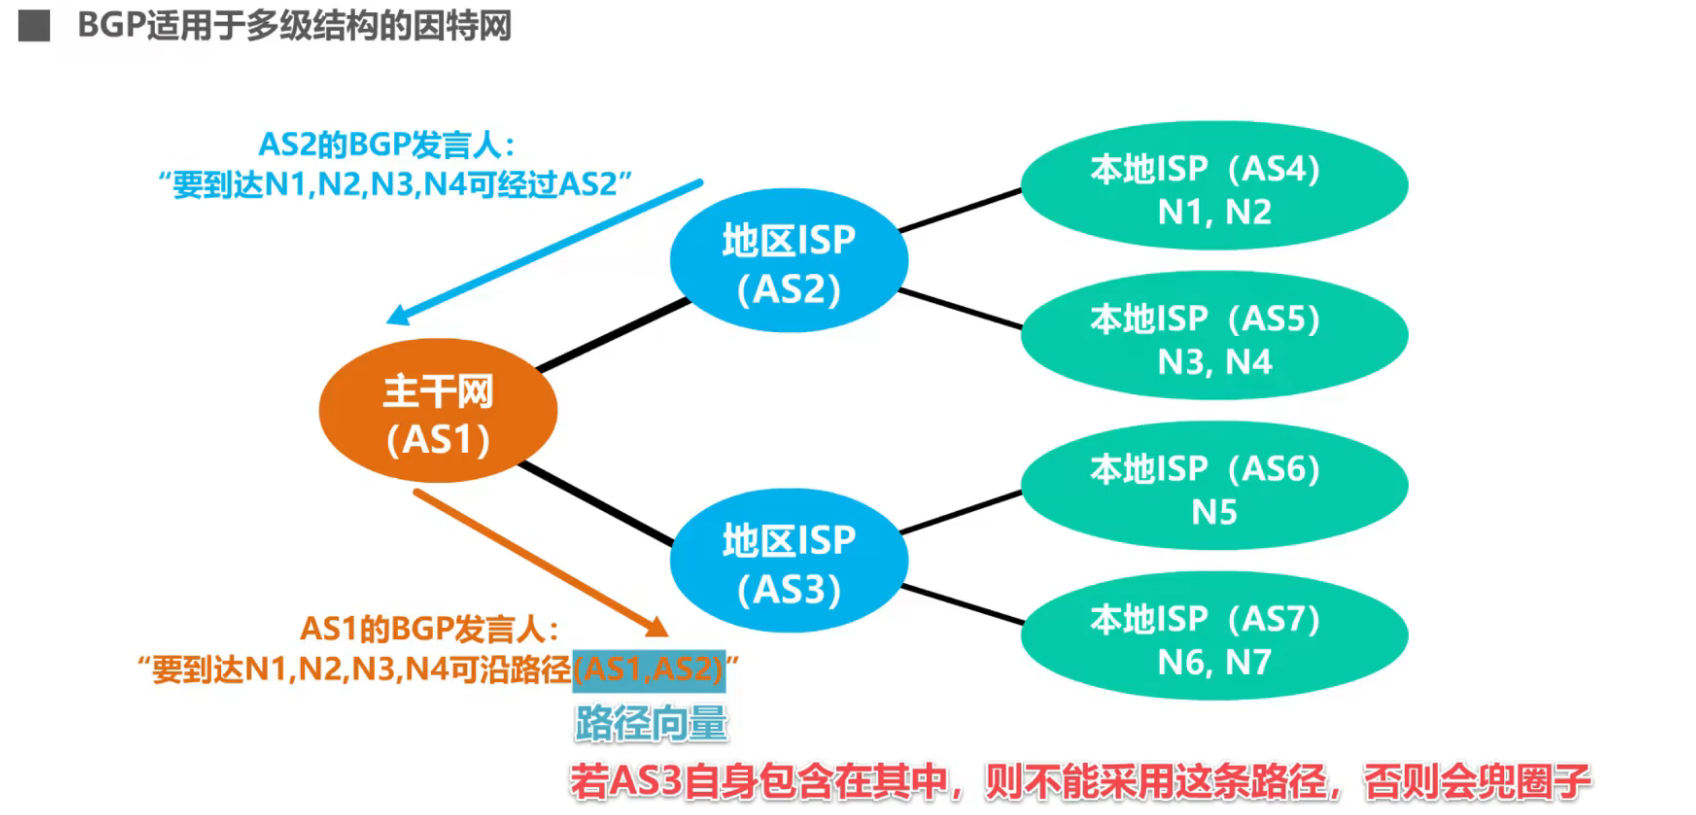 BGP适用于多级结构的因特网
AS2的BGP发言人：
“要到达N1,N2,N3,N4可经过AS2”
本地ISP（AS4）
N1, N2
地区ISP
（AS2）
本地ISP（AS5）
N3, N4
主干网
（AS1）
本地ISP（AS6）
N5
地区ISP
（AS3）
本地ISP（AS7）
N6, N7
AS1的BGP发言人：
“要到达N1,N2,N3,N4可沿路径(AS1,AS2)”
路径向量
若AS3自身包含在其中，则不能采用这条路径，否则会兜圈子